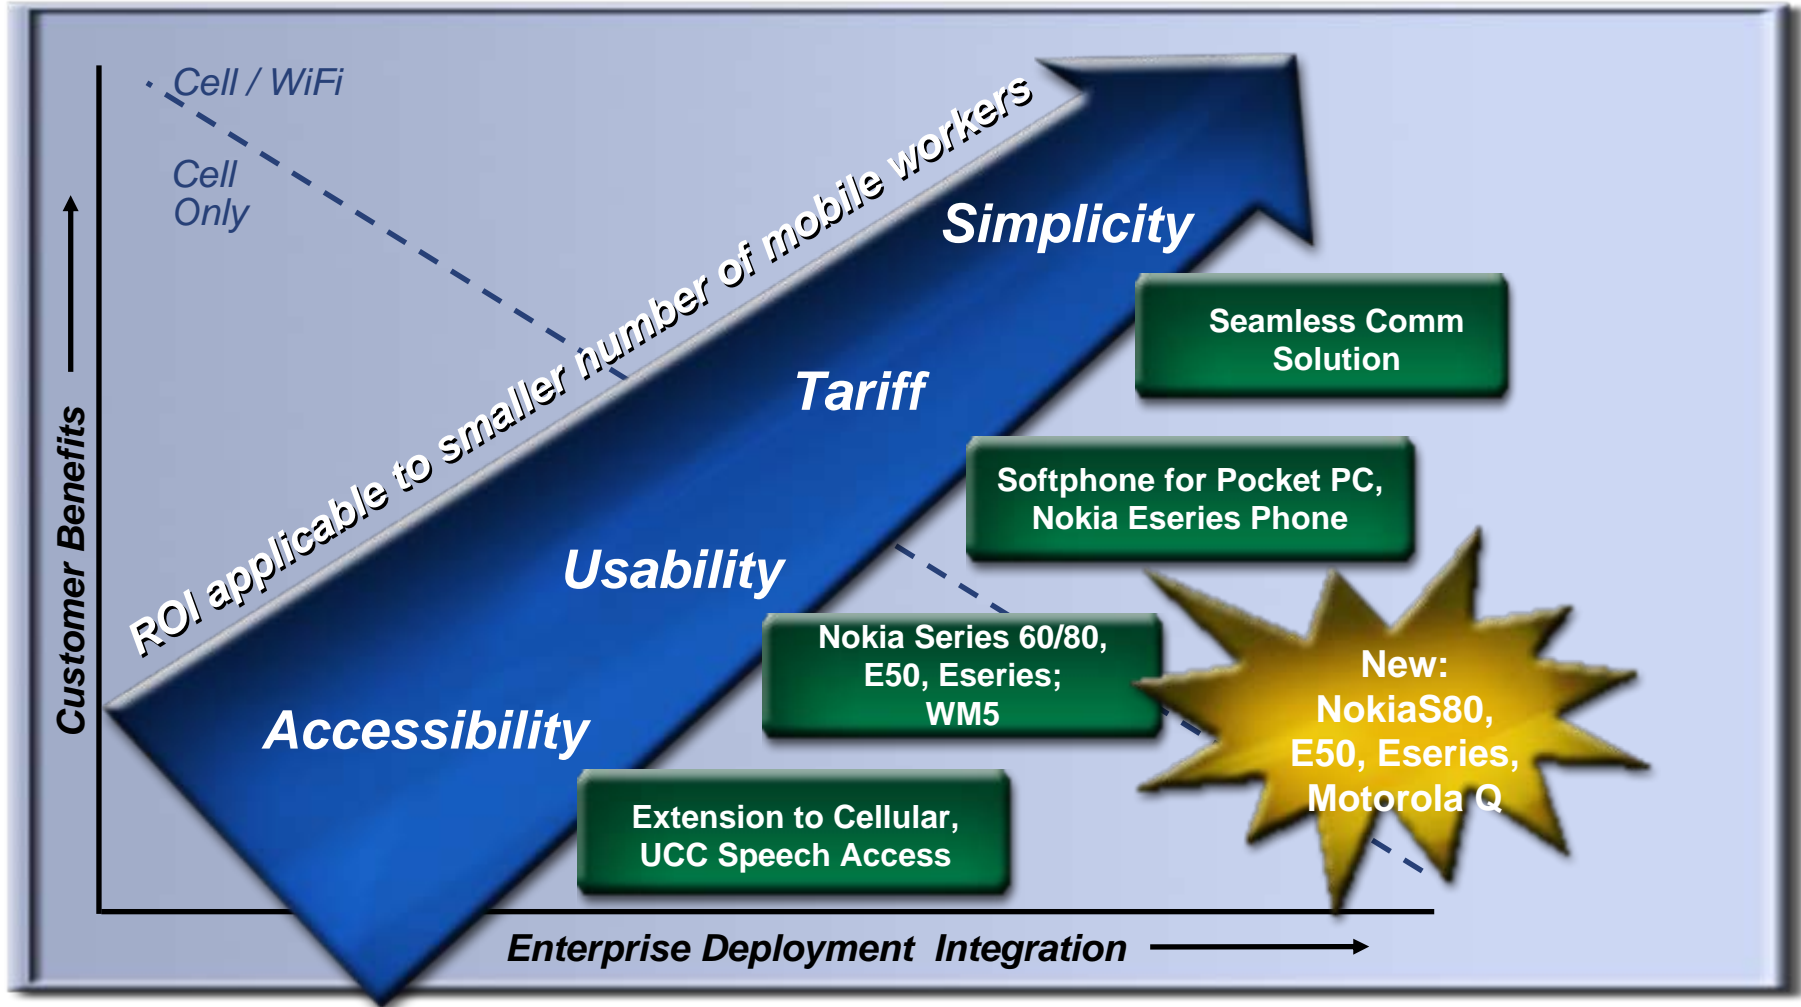 Cell / WiFi
Cell
Only
ROI applicable to smaller number of mobile workers
Simplicity
Seamless Comm
Solution
Tariff
Softphone for Pocket PC,
Nokia Eseries Phone
Usability
Nokia Series 60/80,
E50, Eseries;
WM5
New:
NokiaS80,
E50, Eseries,
Motorola Q
Accessibility
Extension to Cellular,
UCC Speech Access
Customer Benefits
Enterprise Deployment Integration